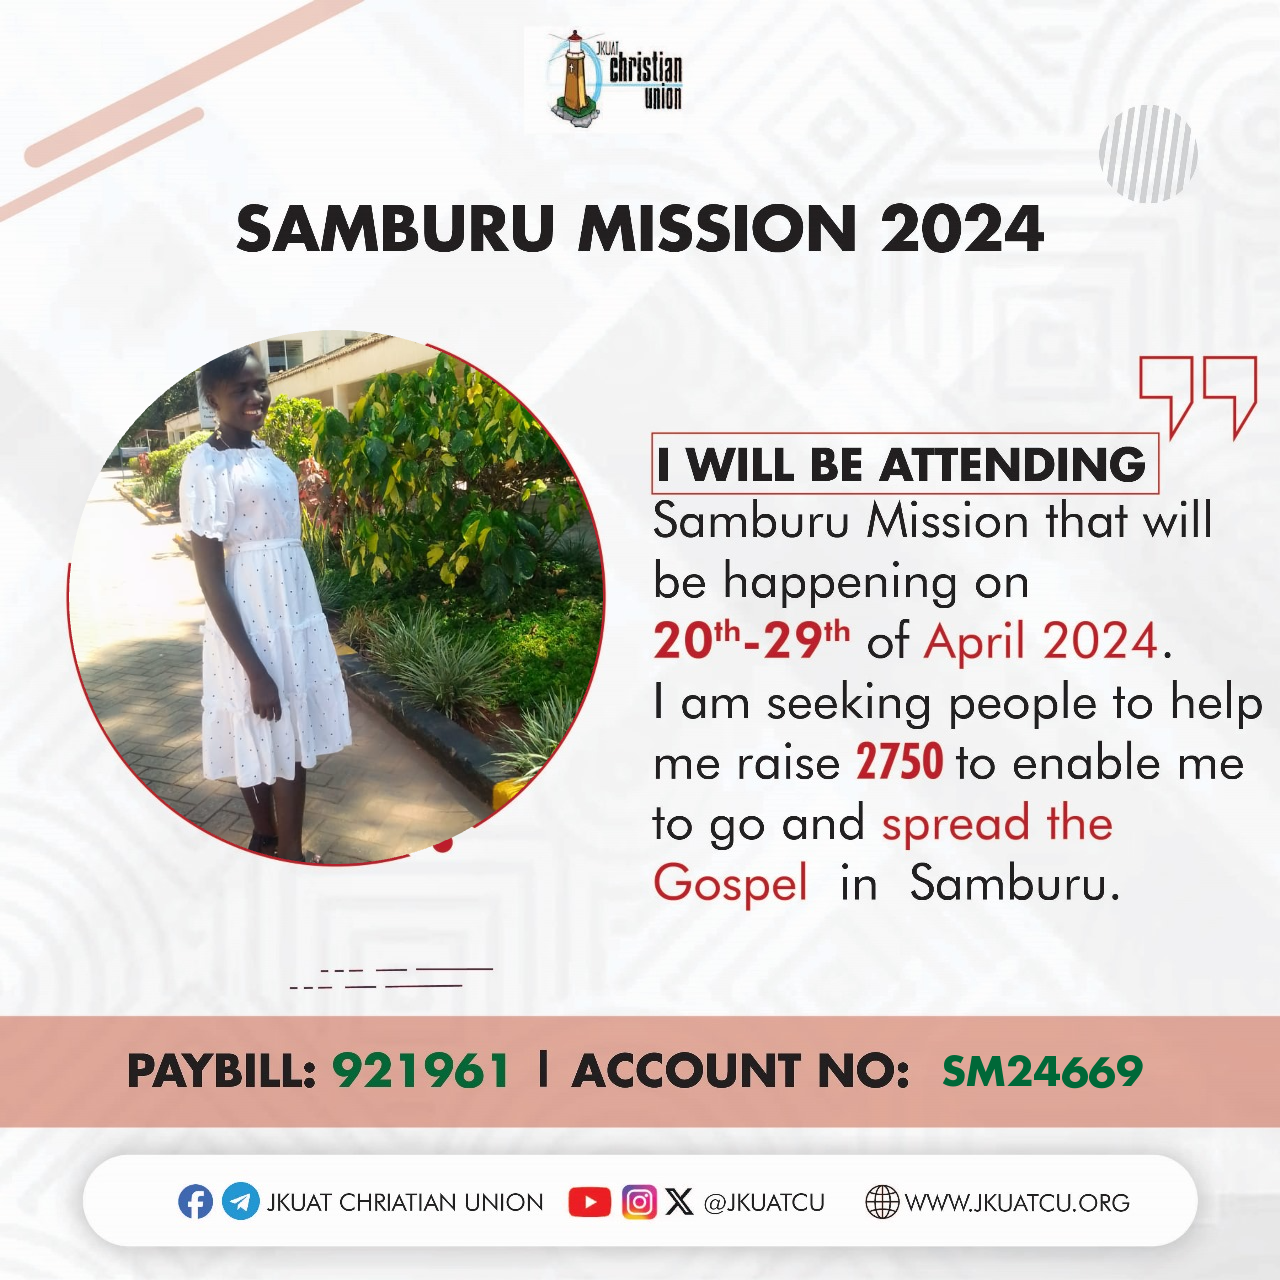 JKUAT
christian
union
SAMBURU MISSION 2024
I WILL BE ATTENDING
Samburu Mission that will
be happening on
20th-29th of April 2024.
I am seeking people to help
me raise 2750 to enable me
to go and spread the
Gospel in Samburu.
PAYBILL: 921961 | ACCOUNT NO: SM24669
JKUAT CHRIATIAN UNION @JKUATCU WWW.JKUATCU.ORG